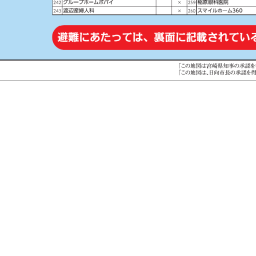 242 グループホームポパイ × 259 稲原眼科医院
243 渡辺産婦人科 × 260 スマイルホーム360
避難にあたっては、裏面に記載されている
「この地図は宮崎県知事の承認を
「この地図は、日向市長の承認を得